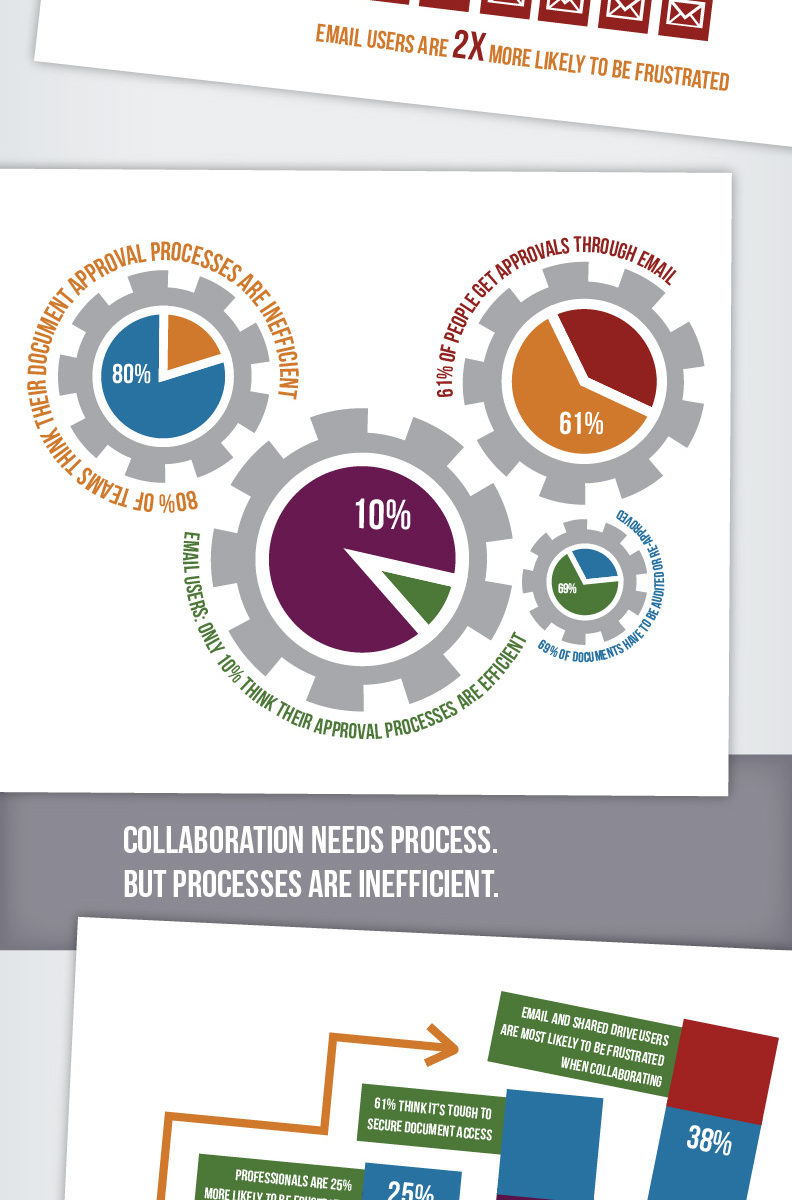 EMAIL USERS ARE 2X MORE LIKELY TO BE FRUSTRATED
80% OF TEAMS THINK THEIR DOCUMENT APPROVAL PROCESSES ARE INEFFICIENT
80%
61% OF PEOPLE GET APPROVALS THROUGH EMAIL
61%
10%
EMAIL USERS: ONLY 10% THINK THEIR APPROVAL PROCESSES ARE EFFICIENT
69%
69% OF DOCUMENTS HAVE TO BE AUDITED OR RE-APPROVED
COLLABORATION NEEDS PROCESS.
BUT PROCESSES ARE INEFFICIENT.
EMAIL AND SHARED DRIVE USERS
ARE MOST LIKELY TO BE FRUSTRATED
WHEN COLLABORATING
38%
61% THINK IT'S TOUGH TO
SECURE DOCUMENT ACCESS
PROFESSIONALS ARE 25%
MORE LIKELY TO BE
25%